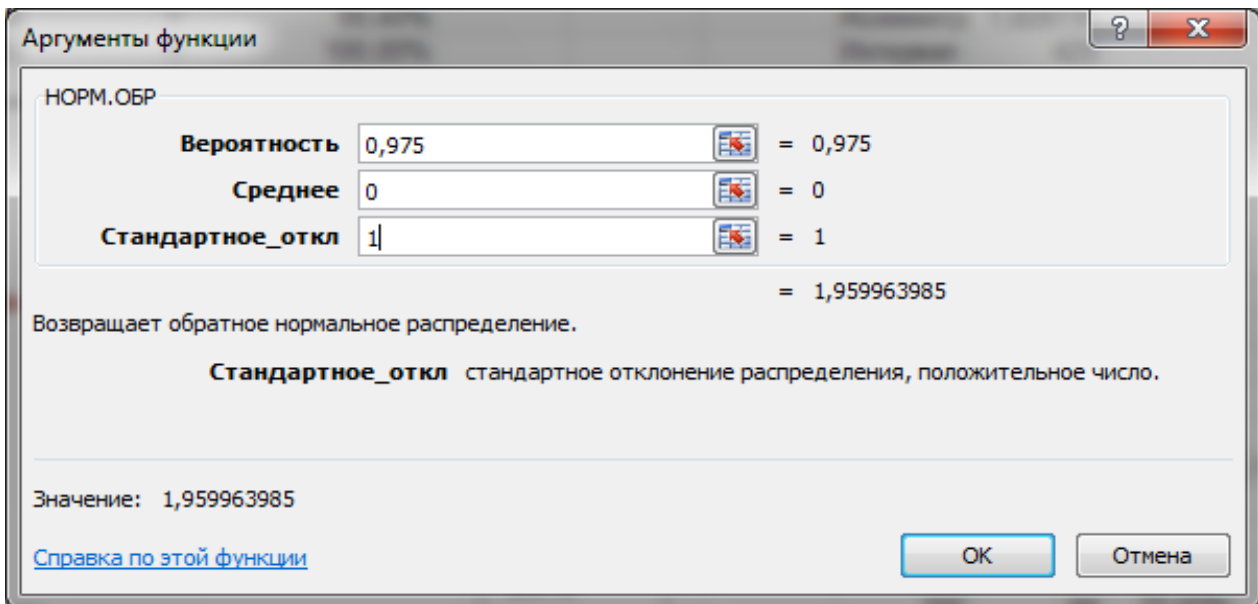 Аргументы функции
НОРМ.ОБР
Вероятность 0,975 = 0,975
Среднее 0 = 0
Стандартное_откл 1 = 1
= 1,959963985
Возвращает обратное нормальное распределение.
Стандартное_откл стандартное отклонение распределения, положительное число.
Значение: 1,959963985
Справка по этой функции OK Отмена